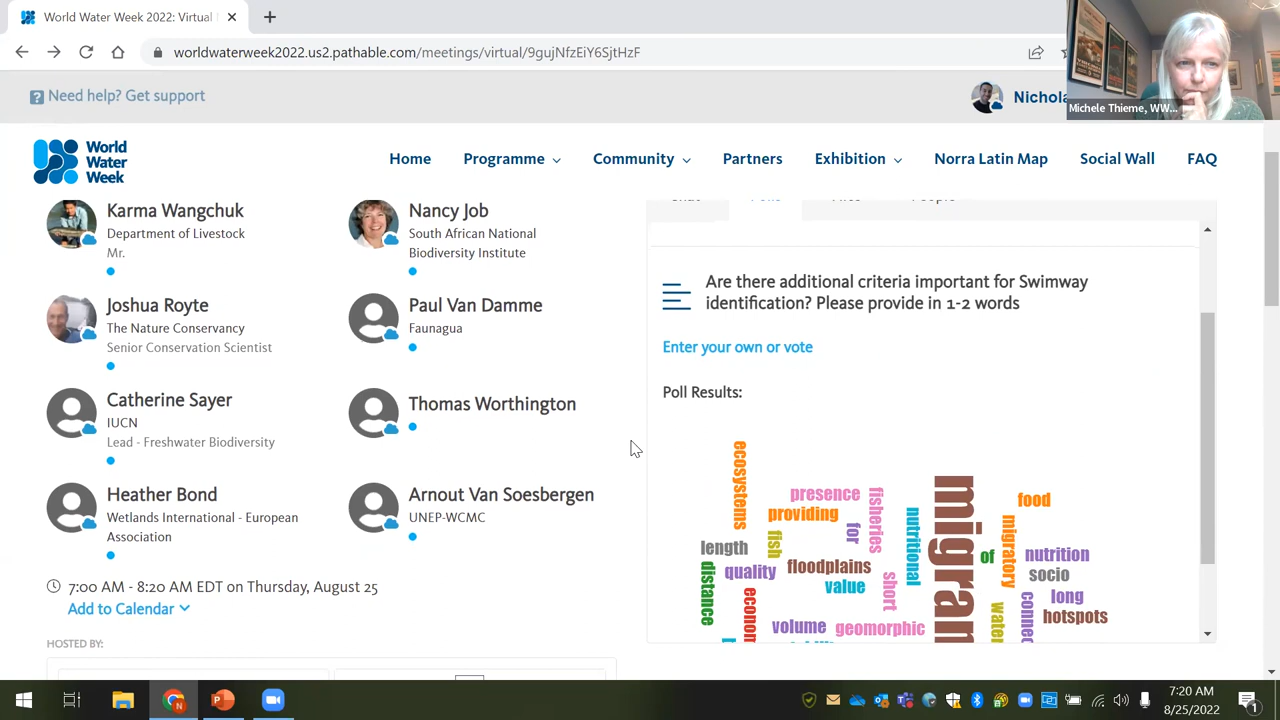 World Water Week 2022: Virtual
worldwaterweek2022.us2.pathable.com/meetings/virtual/9gujNfzEiY6SjtHzF
Michele Thieme, WW...
Need help? Get support
Nichola
World Water Week
Home
Programme
Community
Partners
Exhibition
Norra Latin Map
Social Wall
FAQ
Karma Wangchuk
Department of Livestock
Mr.
Nancy Job
South African National
Biodiversity Institute
Joshua Royte
The Nature Conservancy
Senior Conservation Scientist
Paul Van Damme
Faunagua
Catherine Sayer
IUCN
Lead - Freshwater Biodiversity
Thomas Worthington
Heather Bond
Wetlands International - European
Association
Arnout Van Soesbergen
UNEP-WCMC
7:00 AM - 8:20 AM EDT on Thursday, August 25
Add to Calendar
HOSTED BY:
Are there additional criteria important for Swimway
identification? Please provide in 1-2 words
Enter your own or vote
Poll Results:
ecosystems
presence
providing
fish
for
fisheries
nutritional
migran
food
migratory
of
nutrition
length
quality
floodplains
value
short
socio
long
hotspots
distance
econor
volume
geomorphic
water
connec
7:20 AM
8/25/2022
1